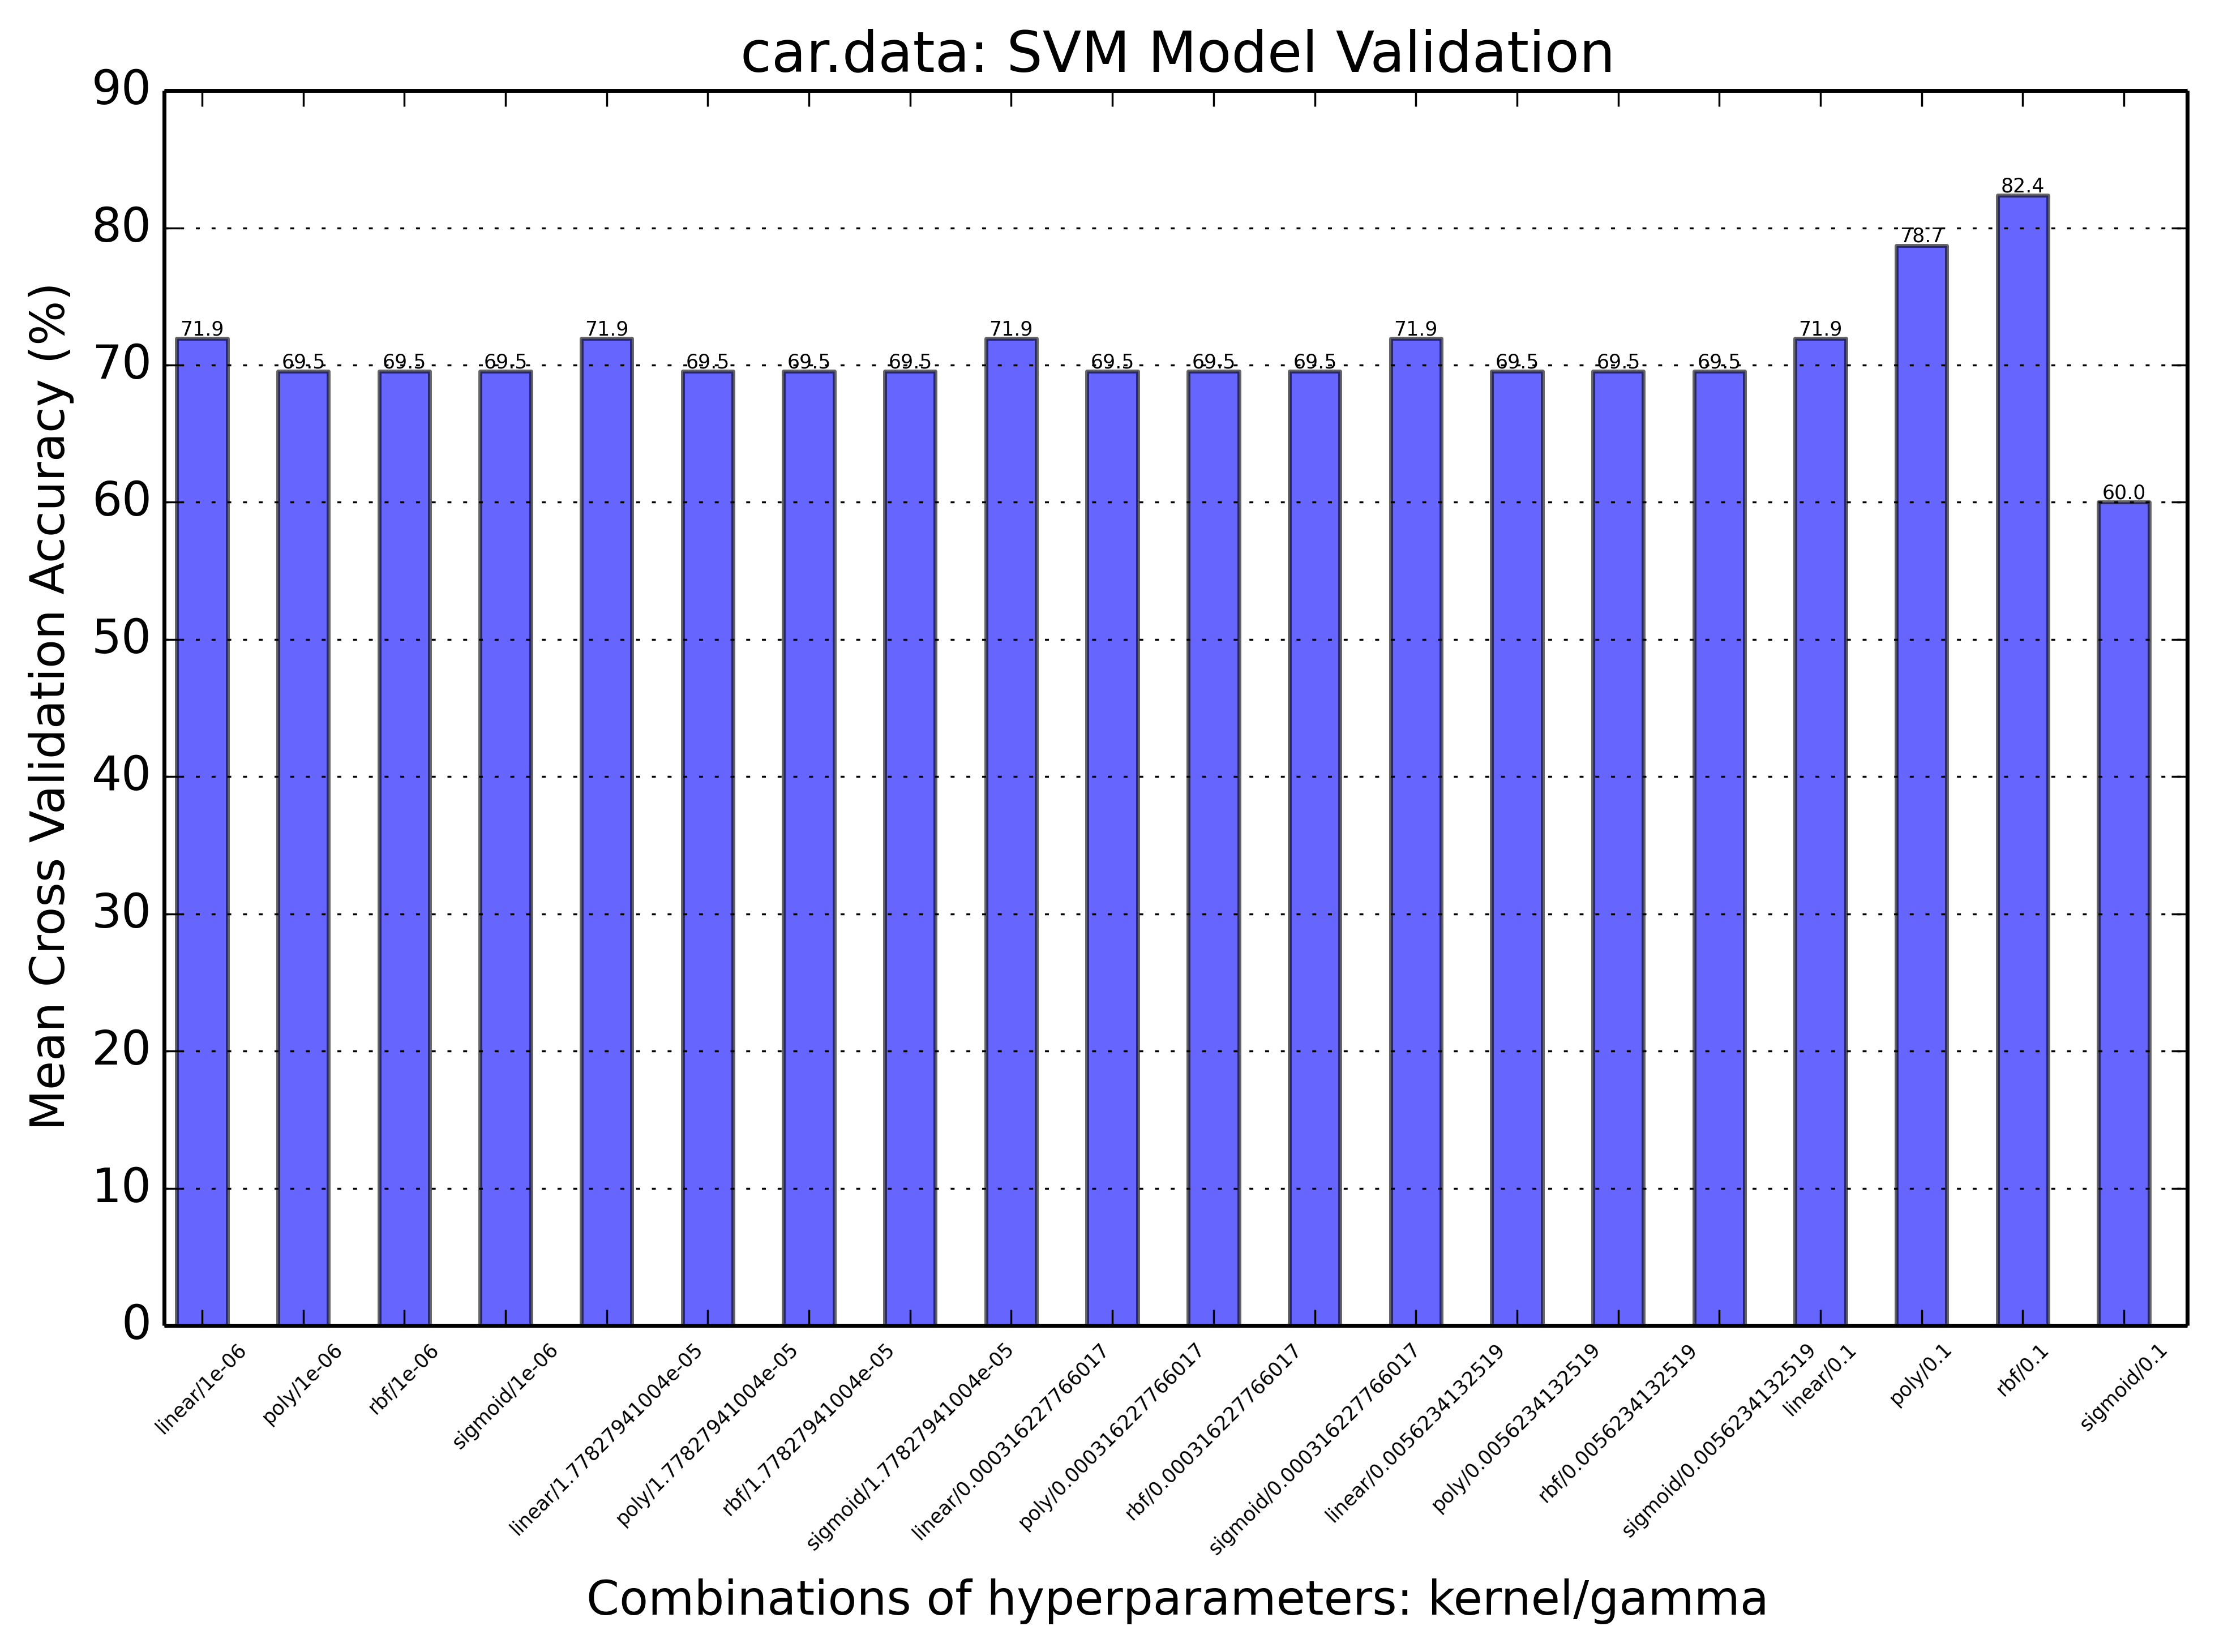 car.data: SVM Model Validation
Mean Cross Validation Accuracy (%)
90
80
70
60
50
40
30
20
10
0
71.9
69.5
69.5
69.5
71.9
69.5
69.5
69.5
71.9
69.5
69.5
69.5
71.9
69.5
69.5
69.5
71.9
78.7
82.4
60.0
linear/1e-06
poly/1e-06
rbf/1e-06
sigmoid/1e-06
linear/1.77827941004e-05
poly/1.77827941004e-05
rbf/1.77827941004e-05
sigmoid/1.77827941004e-05
linear/0.000316227766017
poly/0.000316227766017
rbf/0.000316227766017
sigmoid/0.000316227766017
linear/0.0056234132519
poly/0.0056234132519
rbf/0.0056234132519
sigmoid/0.0056234132519
linear/0.1
poly/0.1
rbf/0.1
sigmoid/0.1
Combinations of hyperparameters: kernel/gamma